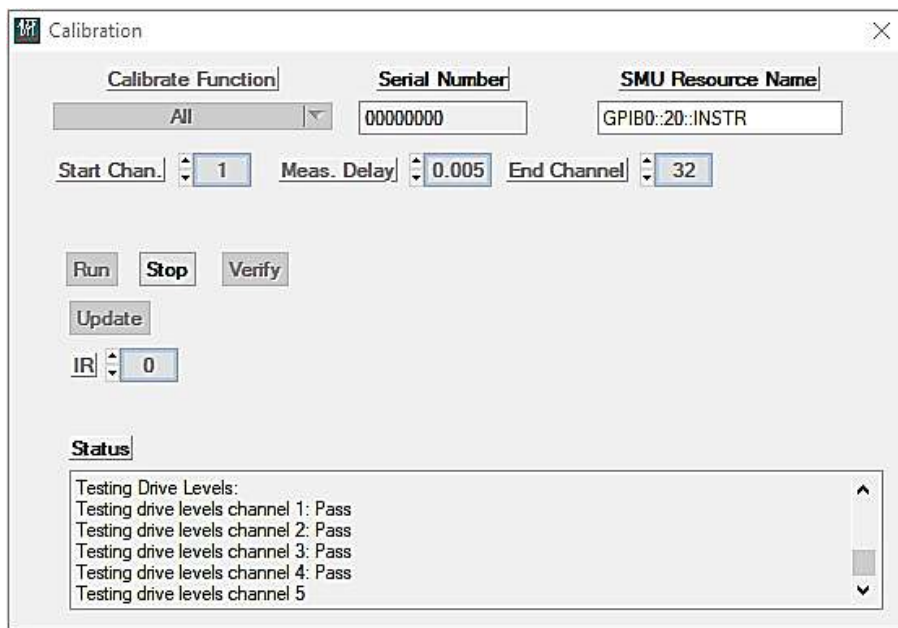 Calibration
Calibrate Function Serial Number SMU Resource Name
All 00000000 GPIB0::20::INSTR
Start Chan. 1 Meas. Delay 0.005 End Channel 32
Run Stop Verify
Update
IR 0
Status
Testing Drive Levels:
Testing drive levels channel 1: Pass
Testing drive levels channel 2: Pass
Testing drive levels channel 3: Pass
Testing drive levels channel 4: Pass
Testing drive levels channel 5